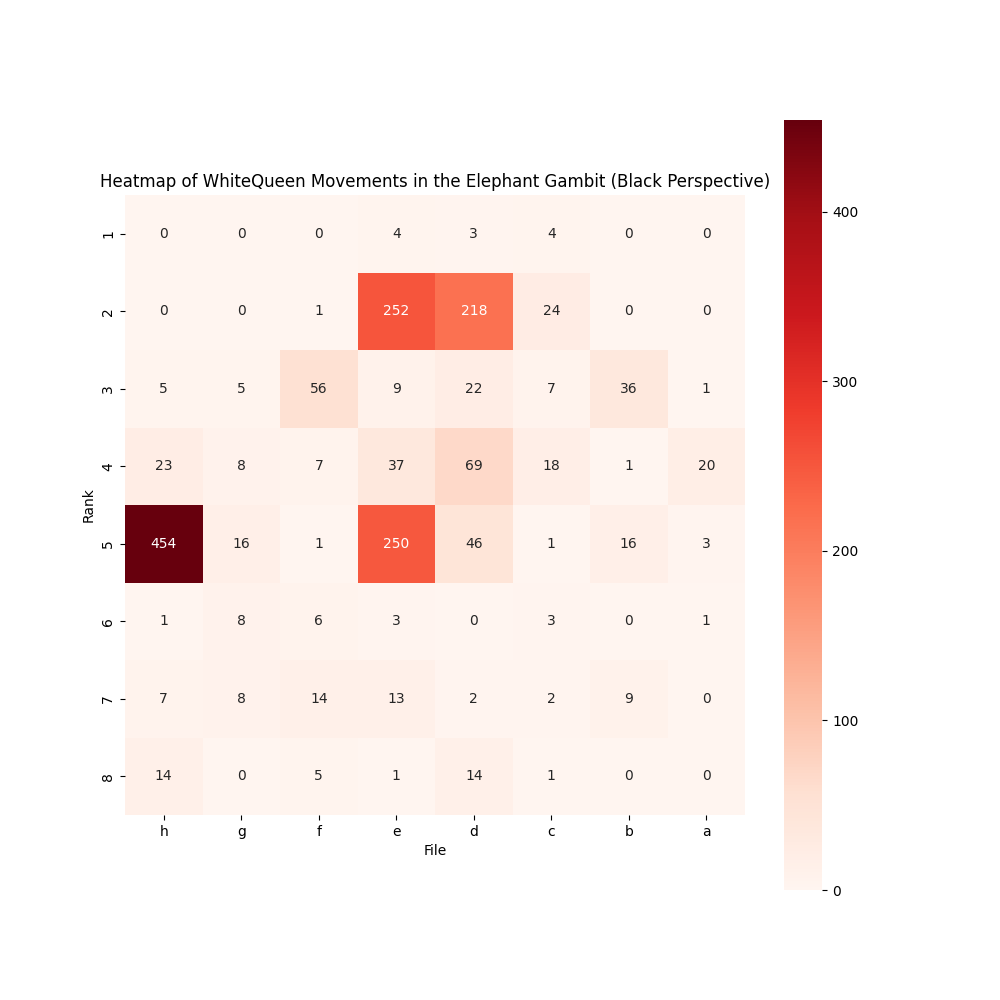 Heatmap of WhiteQueen Movements in the Elephant Gambit (Black Perspective)
1 0 0 0 4 3 4 0 0
2 0 0 1 252 218 24 0 0
3 5 5 56 9 22 7 36 1
4 23 8 7 37 69 18 1 20
Rank
5 454 16 1 250 46 1 16 3
6 1 8 6 3 0 3 0 1
7 7 8 14 13 2 2 9 0
8 14 0 5 1 14 1 0 0
h g f e d c b a
File
400
300
200
100
0